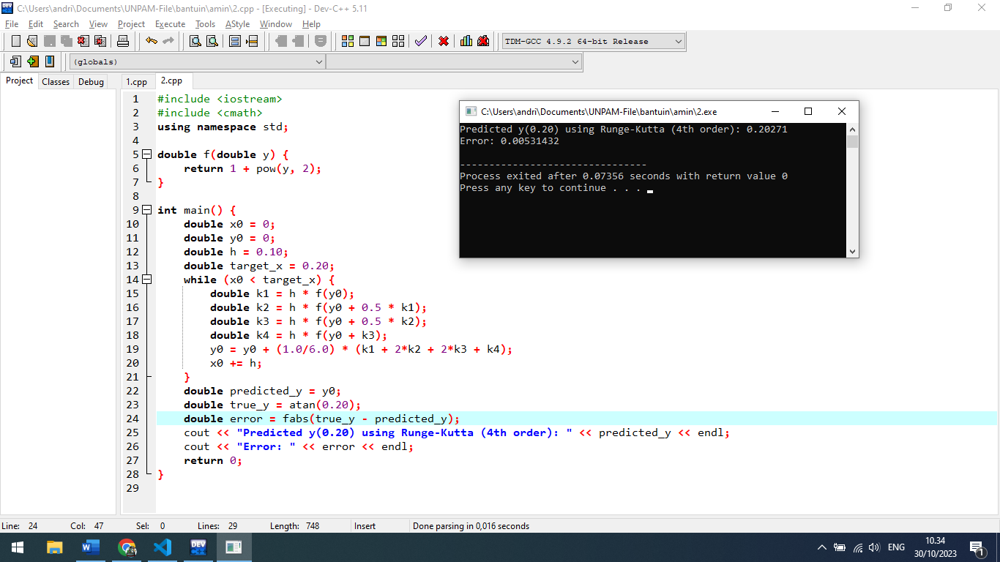 C:\Users\andri\Documents\UNPAM-File\bantuin\amin\2.cpp - [Executing] - Dev-C++ 5.11
File Edit Search View Project Execute Tools AStyle Window Help
TDM-GCC 4.9.2 64-bit Release
(globals)
Project Classes Debug
1.cpp 2.cpp
1 #include <iostream>
2 #include <cmath>
3 using namespace std;
4
5 double f(double y) {
6 return 1 + pow(y, 2);
7 }
8
9 int main() {
10 double x0 = 0;
11 double y0 = 0;
12 double h = 0.10;
13 double target_x = 0.20;
14 while (x0 < target_x) {
15 double k1 = h * f(y0);
16 double k2 = h * f(y0 + 0.5 * k1);
17 double k3 = h * f(y0 + 0.5 * k2);
18 double k4 = h * f(y0 + k3);
19 y0 = y0 + (1.0/6.0) * (k1 + 2*k2 + 2*k3 + k4);
20 x0 += h;
21 }
22 double predicted_y = y0;
23 double true_y = atan(0.20);
24 double error = fabs(true_y - predicted_y);
25 cout << "Predicted y(0.20) using Runge-Kutta (4th order): " << predicted_y << endl;
26 cout << "Error: " << error << endl;
27 return 0;
28 }
29
C:\Users\andri\Documents\UNPAM-File\bantuin\amin\2.exe
Predicted y(0.20) using Runge-Kutta (4th order): 0.20271
Error: 0.00531432
--------------------------------
Process exited after 0.07356 seconds with return value 0
Press any key to continue . . .
Line: 24 Col: 47 Sel: 0 Lines: 29 Length: 748 Insert Done parsing in 0,016 seconds
DEV
W
DEV
ENG
10.34
30/10/2023
1